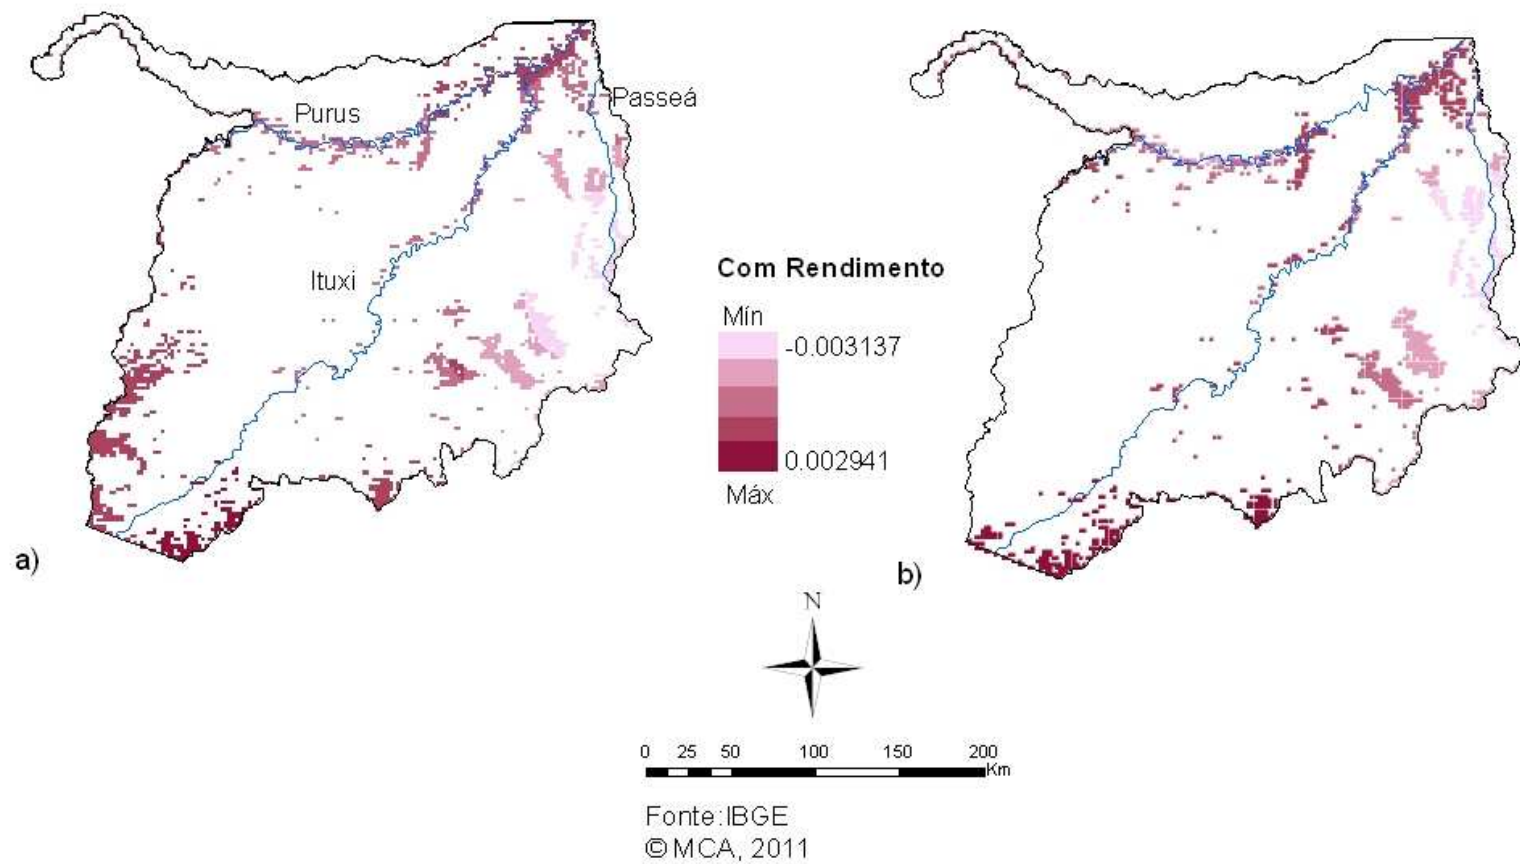 Purus
Passeá
Ituxi
a)
Com Rendimento
Mín
-0.003137
0.002941
Máx
b)
N
0 25 50 100 150 200
Km
Fonte:IBGE
© MCA, 2011